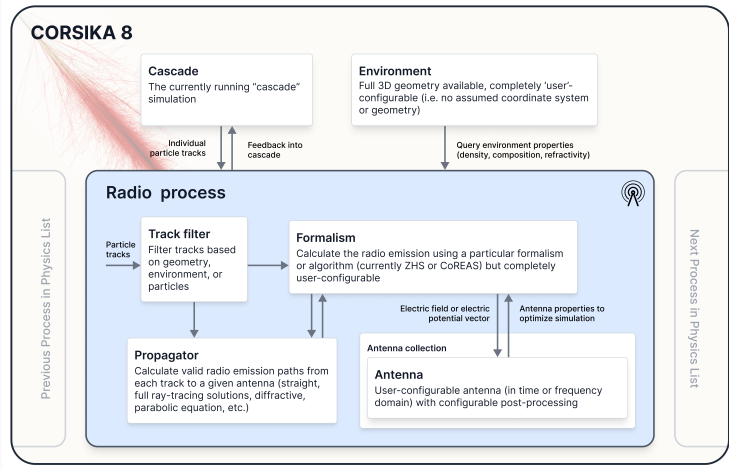 CORSIKA 8
Cascade
The currently running "cascade"
simulation
Environment
Full 3D geometry available, completely 'user'-
configurable (i.e. no assumed coordinate system
or geometry)
Individual
particle tracks
Feedback into
cascade
Query environment properties
(density, composition, refractivity)
Previous Process in Physics List
Radio process
Particle
tracks
Track filter
Filter tracks based
on geometry,
environment, or
particles
Formalism
Calculate the radio emission using a particular formalism
or algorithm (currently ZHS or CoREAS) but completely
user-configurable
Electric field or electric
potential vector
Antenna properties to
optimize simulation
Propagator
Calculate valid radio emission paths from
each track to a given antenna (straight,
full ray-tracing solutions, diffractive,
parabolic equation, etc.)
Antenna collection
Antenna
User-configurable antenna (in time or frequency
domain) with configurable post-processing
Next Process in Physics List